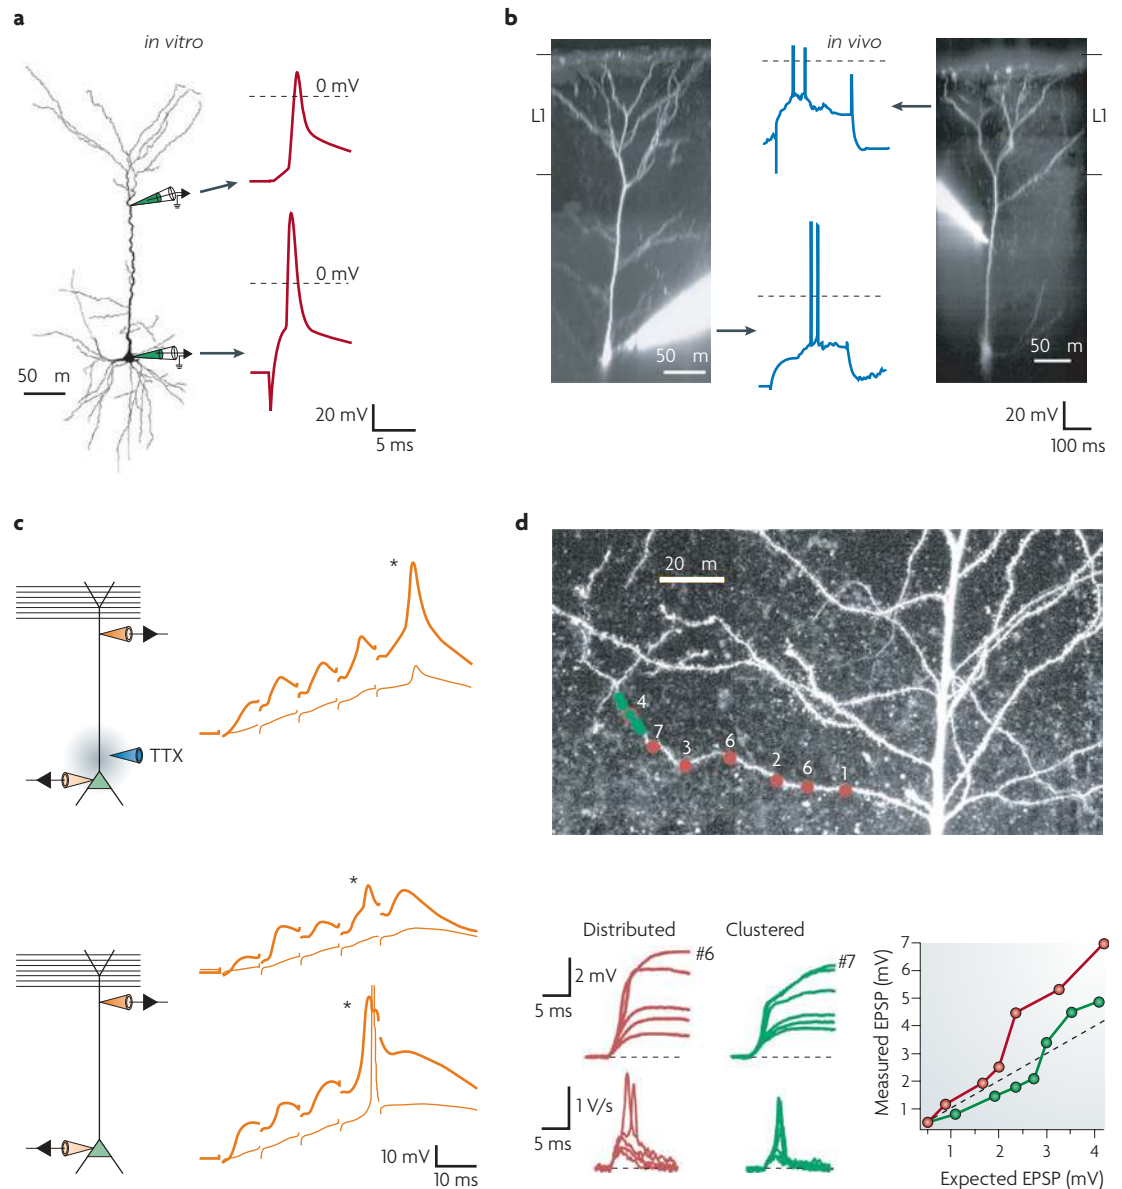 a
in vitro
0 mV
0 mV
50 m
20 mV
5 ms
b
in vivo
L1
L1
50 m
50 m
20 mV
100 ms
c
*
TTX
*
*
10 mV
10 ms
d
20 m
4
7
3
6
2
6
1
Distributed
Clustered
#6
#7
2 mV
5 ms
1 V/s
5 ms
Measured EPSP (mV)
7
6
5
4
3
2
1
1 2 3 4
Expected EPSP (mV)